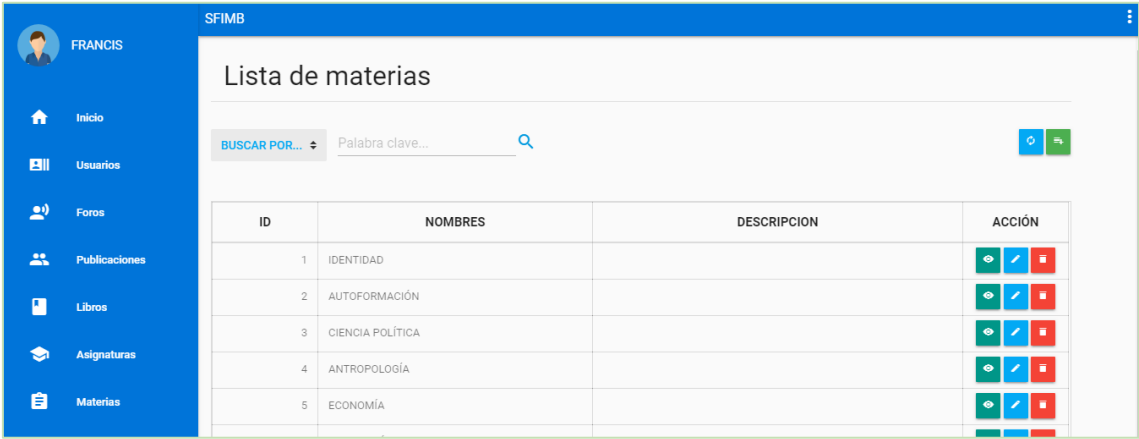 SFIMB
FRANCIS
Inicio
Usuarios
Foros
Publicaciones
Libros
Asignaturas
Materias
Lista de materias
BUSCAR POR... Palabra clave...
ID NOMBRES DESCRIPCION ACCIÓN
1 IDENTIDAD
2 AUTOFORMACIÓN
3 CIENCIA POLÍTICA
4 ANTROPOLOGÍA
5 ECONOMÍA